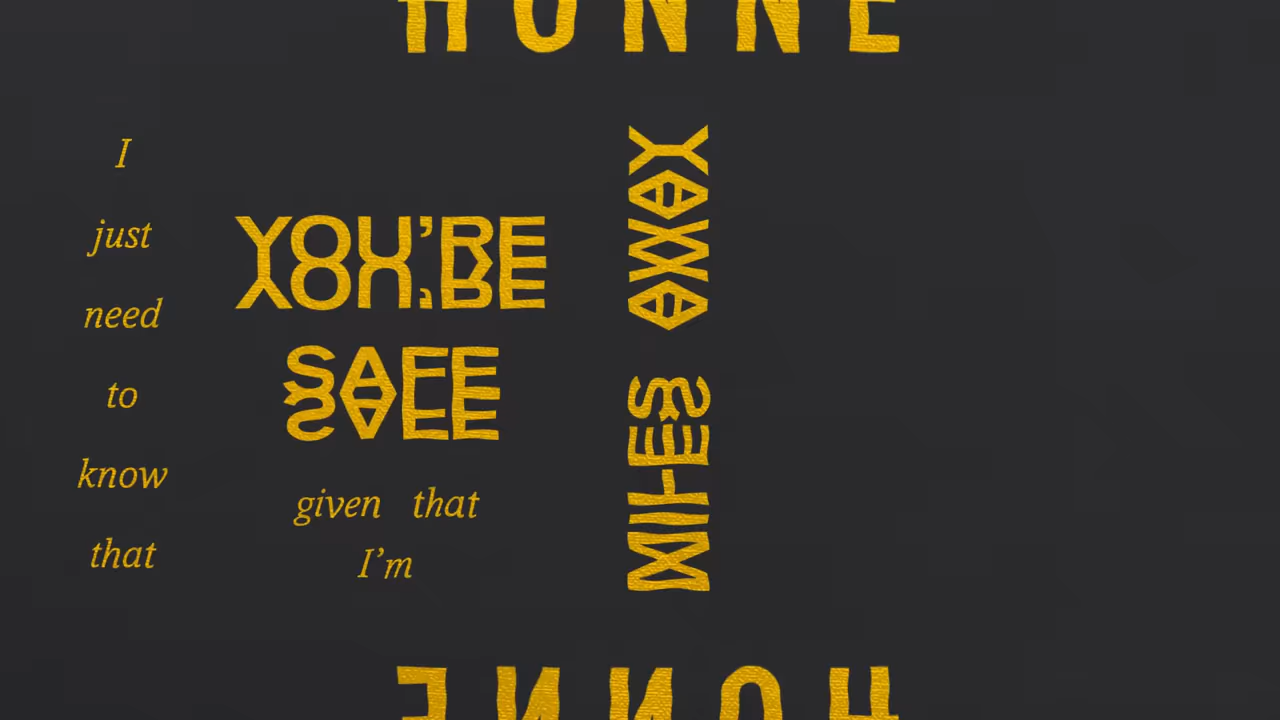 HONNE
I
just
need
to
know
that
YOU'RE
SAFE
given that
I'm
MILES AWAY
HONNE